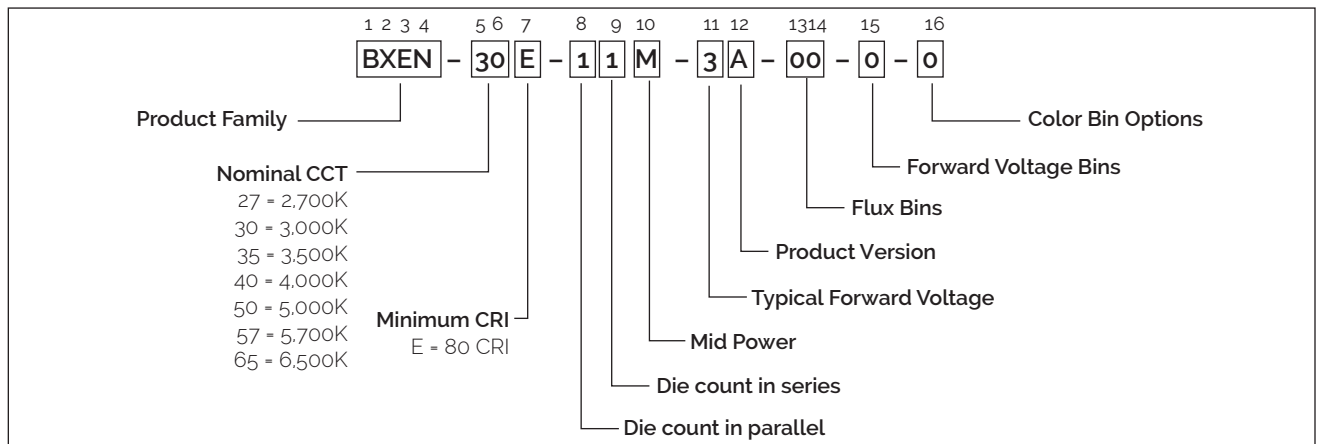 1 2 3 4 5 6 7 8 9 10 11 12 1314 15 16
BXEN – 30 E – 1 1 M – 3 A – 00 – 0 – 0
Product Family
Color Bin Options
Nominal CCT
27 = 2,700K
30 = 3,000K
35 = 3,500K
40 = 4,000K
50 = 5,000K
57 = 5,700K
65 = 6,500K
Forward Voltage Bins
Flux Bins
Product Version
Typical Forward Voltage
Minimum CRI
E = 80 CRI
Mid Power
Die count in series
Die count in parallel